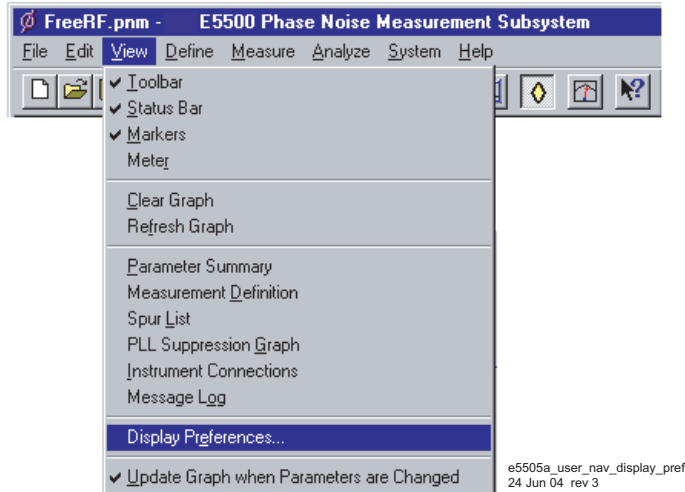 FreeRF.pnm - E5500 Phase Noise Measurement Subsystem
File Edit View Define Measure Analyze System Help
✔ Toolbar
✔ Status Bar
✔ Markers
Meter
Clear Graph
Refresh Graph
Parameter Summary
Measurement Definition
Spur List
PLL Suppression Graph
Instrument Connections
Message Log
Display Preferences...
✔ Update Graph when Parameters are Changed
e5505a_user_nav_display_pref
24 Jun 04 rev 3